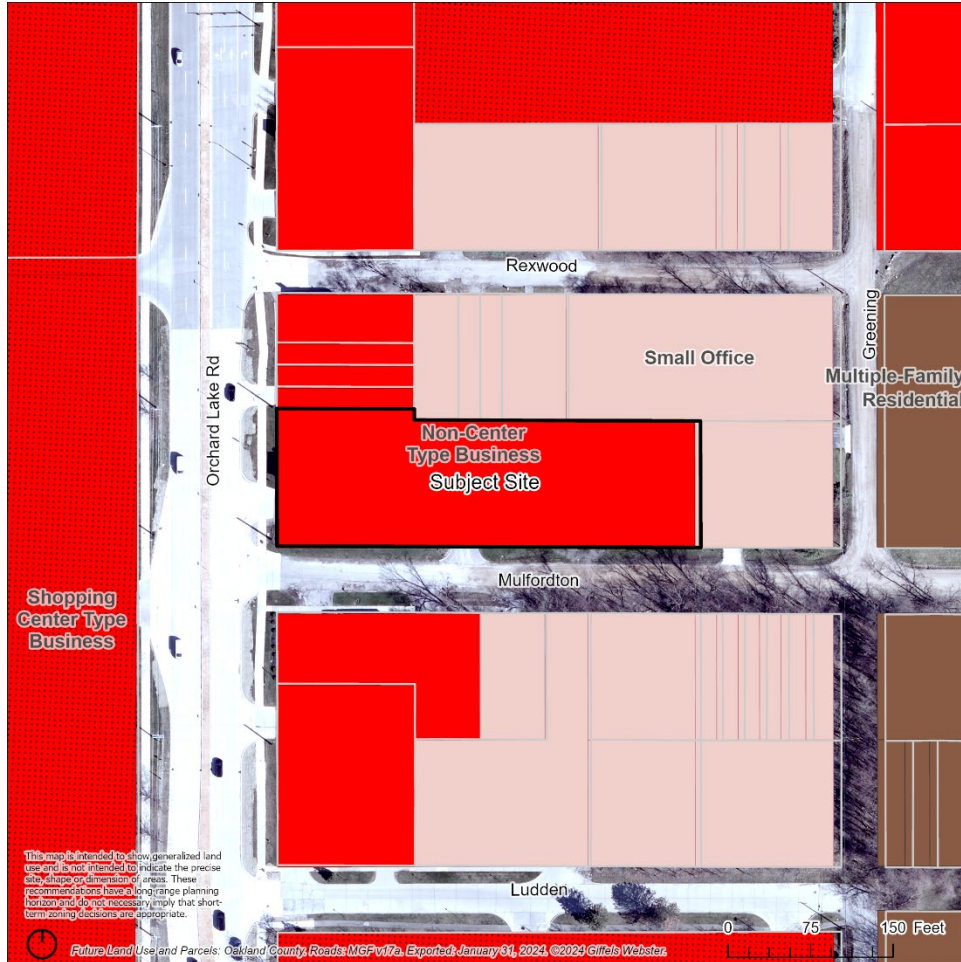 Rexwood
Greening
Small Office
Multiple-Family
Residential
Orchard Lake Rd
Non-Center
Type Business
Subject Site
Mulfordton
Shopping
Center Type
Business
This map is intended to show generalized land
use and is not intended to indicate the precise
site, shape or dimension of areas. These
recommendations have a long-range planning
horizon and do not necessarily imply that short-
term zoning decisions are appropriate.
Ludden
0 75 150 Feet
Future Land Use and Parcels: Oakland County. Roads: MGF v17a. Exported: January 31, 2024. ©2024 Giffels Webster.